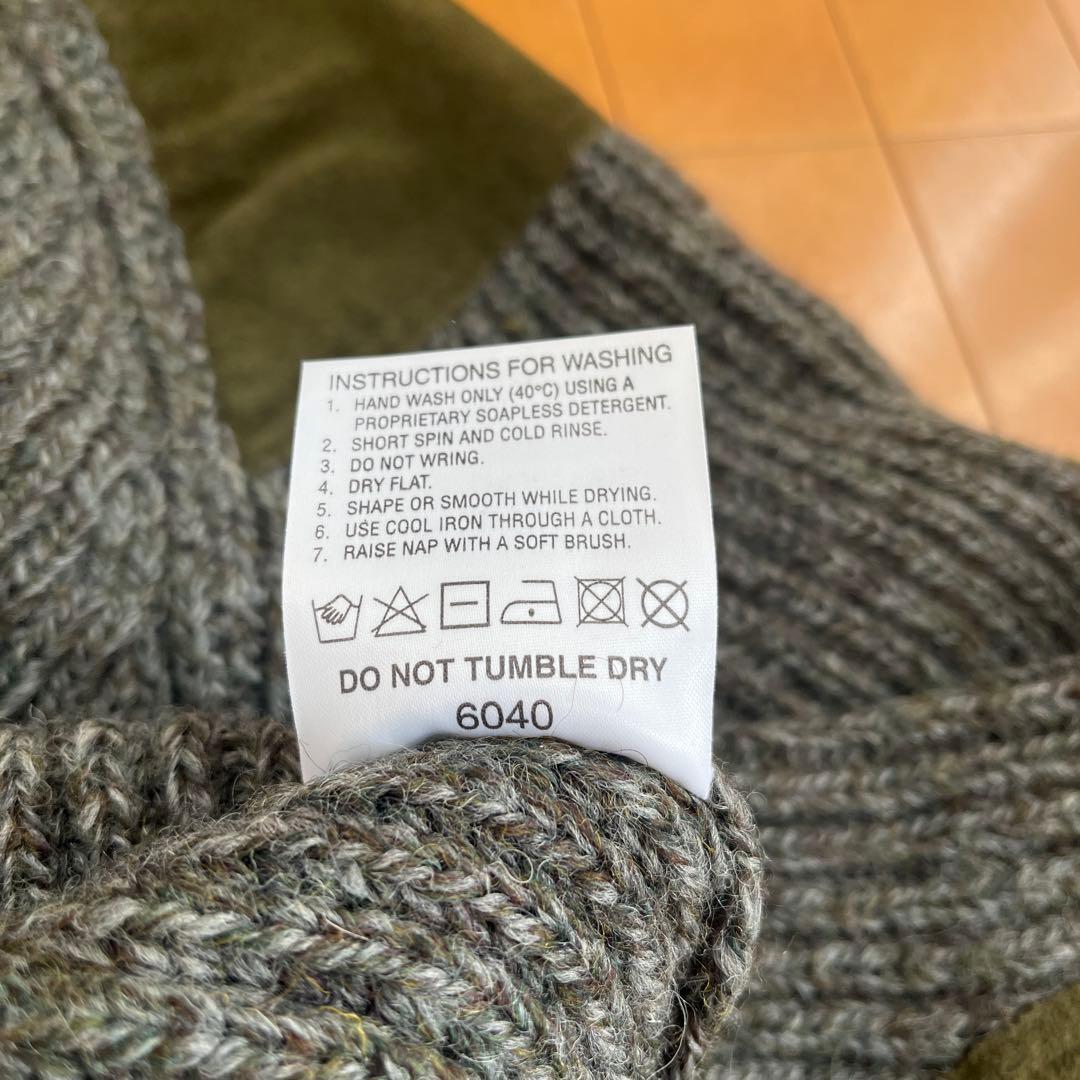 INSTRUCTIONS FOR WASHING
1. HAND WASH ONLY (40°C) USING A
PROPRIETARY SOAPLESS DETERGENT.
2. SHORT SPIN AND COLD RINSE.
3. DO NOT WRING.
4. DRY FLAT.
5. SHAPE OR SMOOTH WHILE DRYING.
6. USE COOL IRON THROUGH A CLOTH.
7. RAISE NAP WITH A SOFT BRUSH.
DO NOT TUMBLE DRY
6040